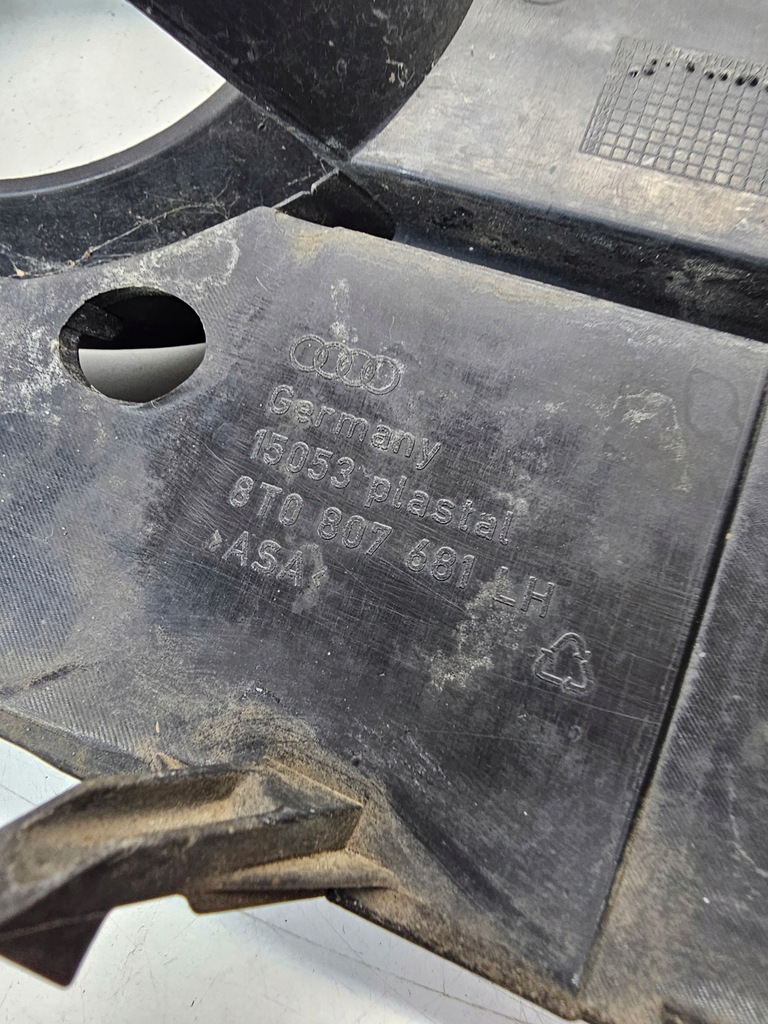 Germany
15053 plastal
8T0 807 681 LH
>ASA<